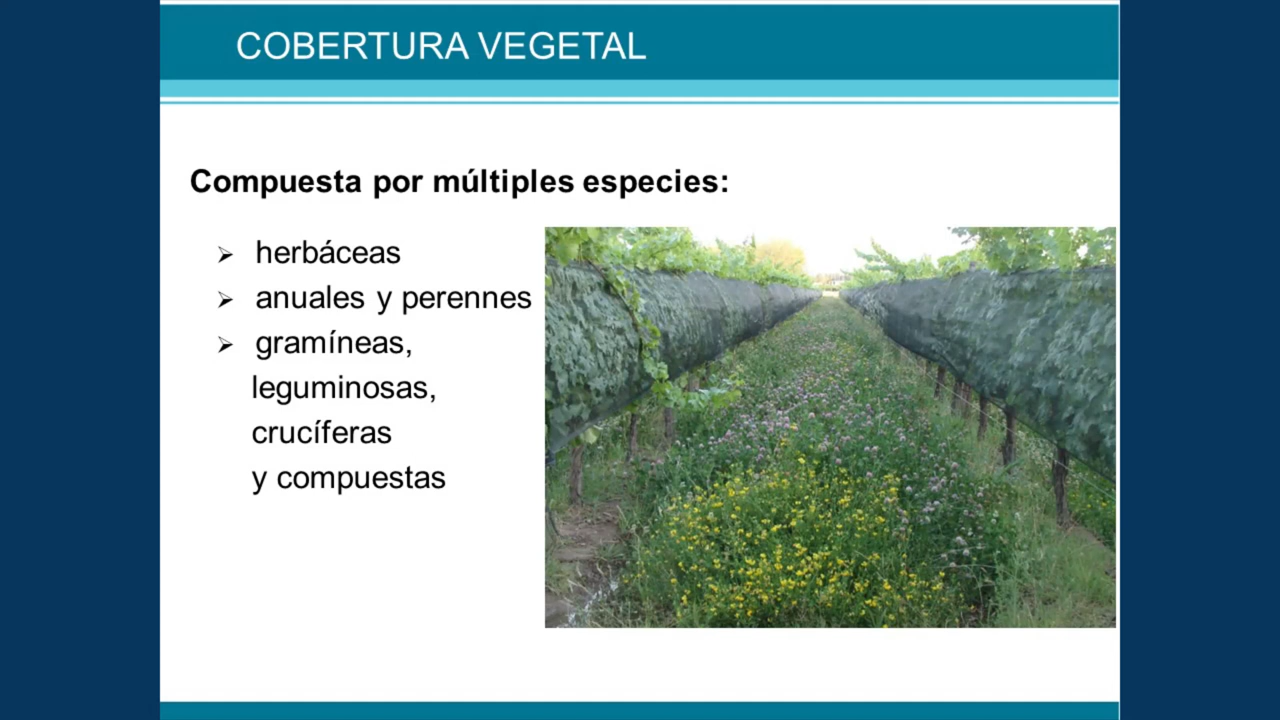 COBERTURA VEGETAL
Compuesta por múltiples especies:
➢ herbáceas
➢ anuales y perennes
➢ gramíneas,
leguminosas,
crucíferas
y compuestas